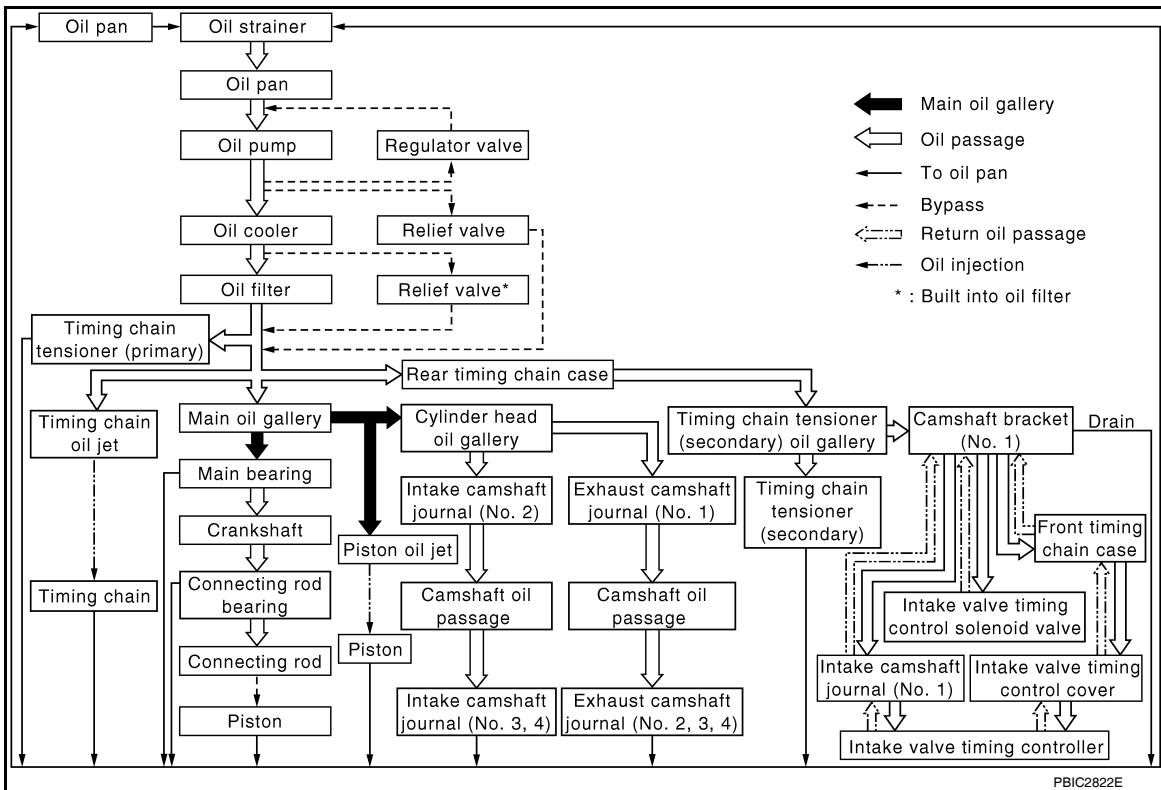 Oil pan
Oil strainer
Oil pan
Oil pump
Regulator valve
Oil cooler
Relief valve
Oil filter
Relief valve*
Main oil gallery
Oil passage
To oil pan
Bypass
Return oil passage
Oil injection
* : Built into oil filter
Timing chain
tensioner (primary)
Rear timing chain case
Timing chain
oil jet
Main oil gallery
Cylinder head
oil gallery
Timing chain tensioner
(secondary) oil gallery
Camshaft bracket
(No. 1)
Drain
Main bearing
Intake camshaft
journal (No. 2)
Exhaust camshaft
journal (No. 1)
Timing chain
tensioner
(secondary)
Crankshaft
Piston oil jet
Front timing
chain case
Timing chain
Connecting rod
bearing
Camshaft oil
passage
Camshaft oil
passage
Intake valve timing
control solenoid valve
Connecting rod
Piston
Intake camshaft
journal (No. 1)
Intake valve timing
control cover
Piston
Intake camshaft
journal (No. 3, 4)
Exhaust camshaft
journal (No. 2, 3, 4)
Intake valve timing controller
PBIC2822E